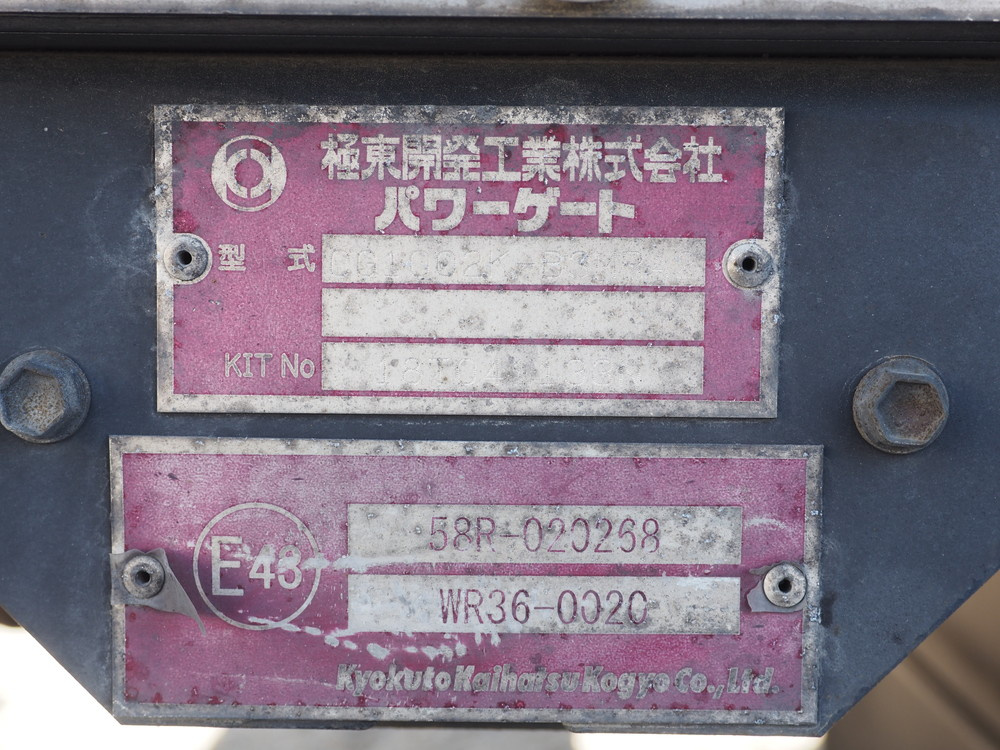 極東開発工業株式会社
パワーゲート
型 式
KIT No
E43
58R-020268
WR36-0020
Kyokuto Kaihatsu Kogyo Co., Ltd.